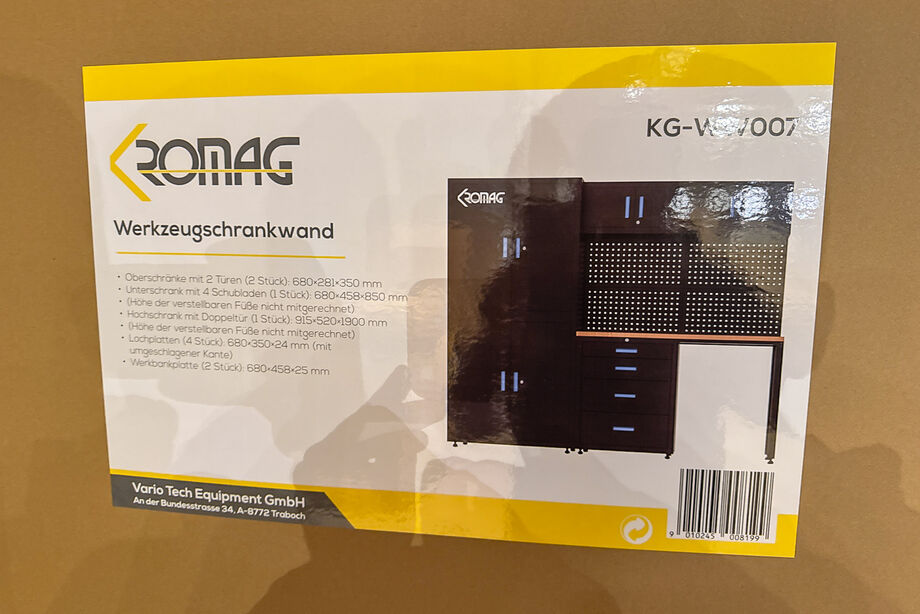 KROMAG
Werkzeugschrankwand
• Oberschränke mit 2 Türen (2 Stück): 680×281×350 mm
• Unterschrank mit 4 Schubladen (1 Stück): 680×458×850 mm
• (Höhe der verstellbaren Füße nicht mitgerechnet)
• Hochschrank mit Doppeltür (1 Stück): 915×520×1900 mm
• (Höhe der verstellbaren Füße nicht mitgerechnet)
• Lochplatten (4 Stück): 680×350×24 mm (mit
umgeschlagener Kante)
• Werkbankplatte (2 Stück): 680×458×25 mm
KROMAG
Vario Tech Equipment GmbH
An der Bundesstrasse 34, A-8772 Traboch
9 010245 008199